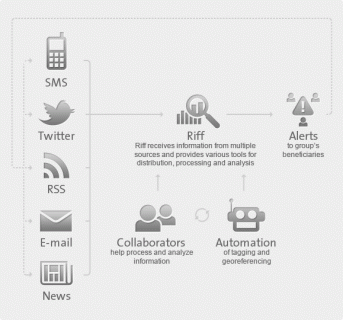 SMS
Twitter
RSS
E-mail
News
Riff
Riff receives information from multiple
sources and provides various tools for
distribution, processing and analysis
Alerts
to group's
beneficiaries
Collaborators
help process and analyze
information
Automation
of tagging and
georeferencing